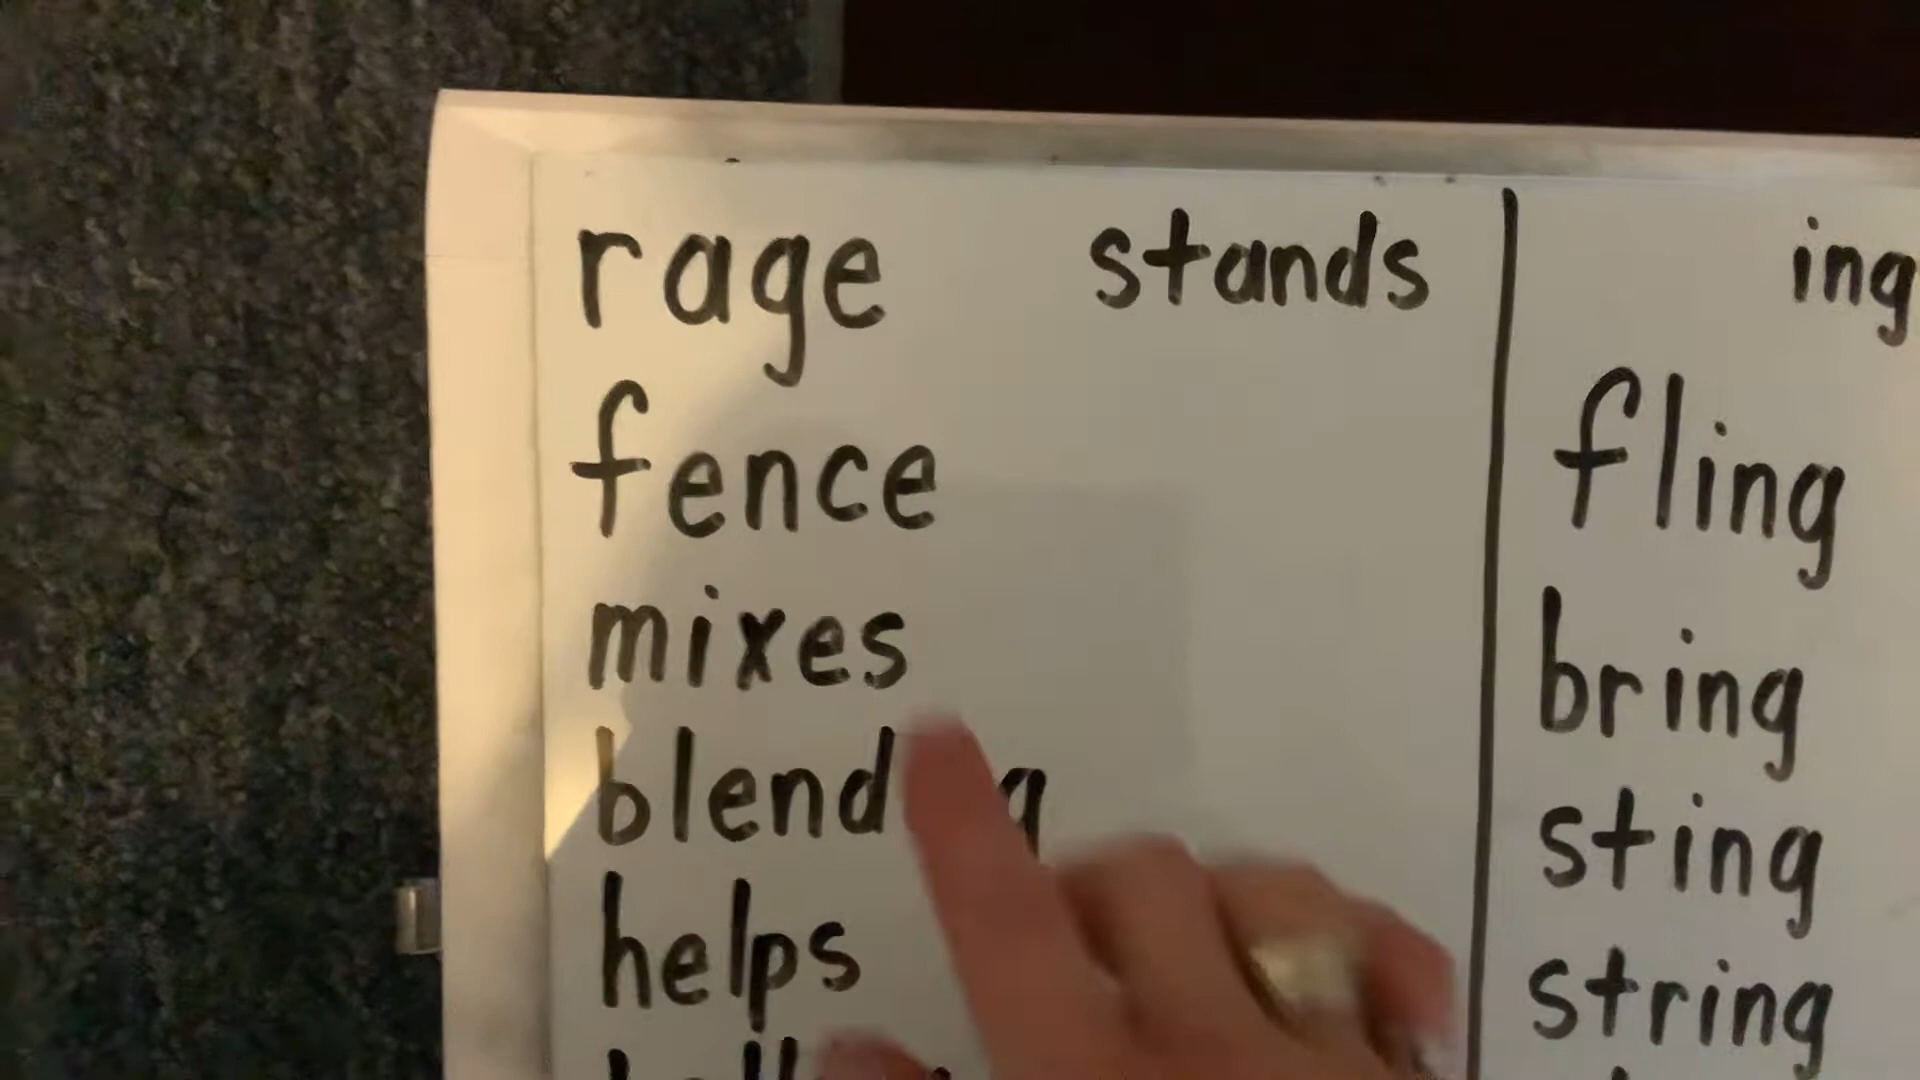 rage stands
fence
mixes
helps
ing
fling
bring
sting
string